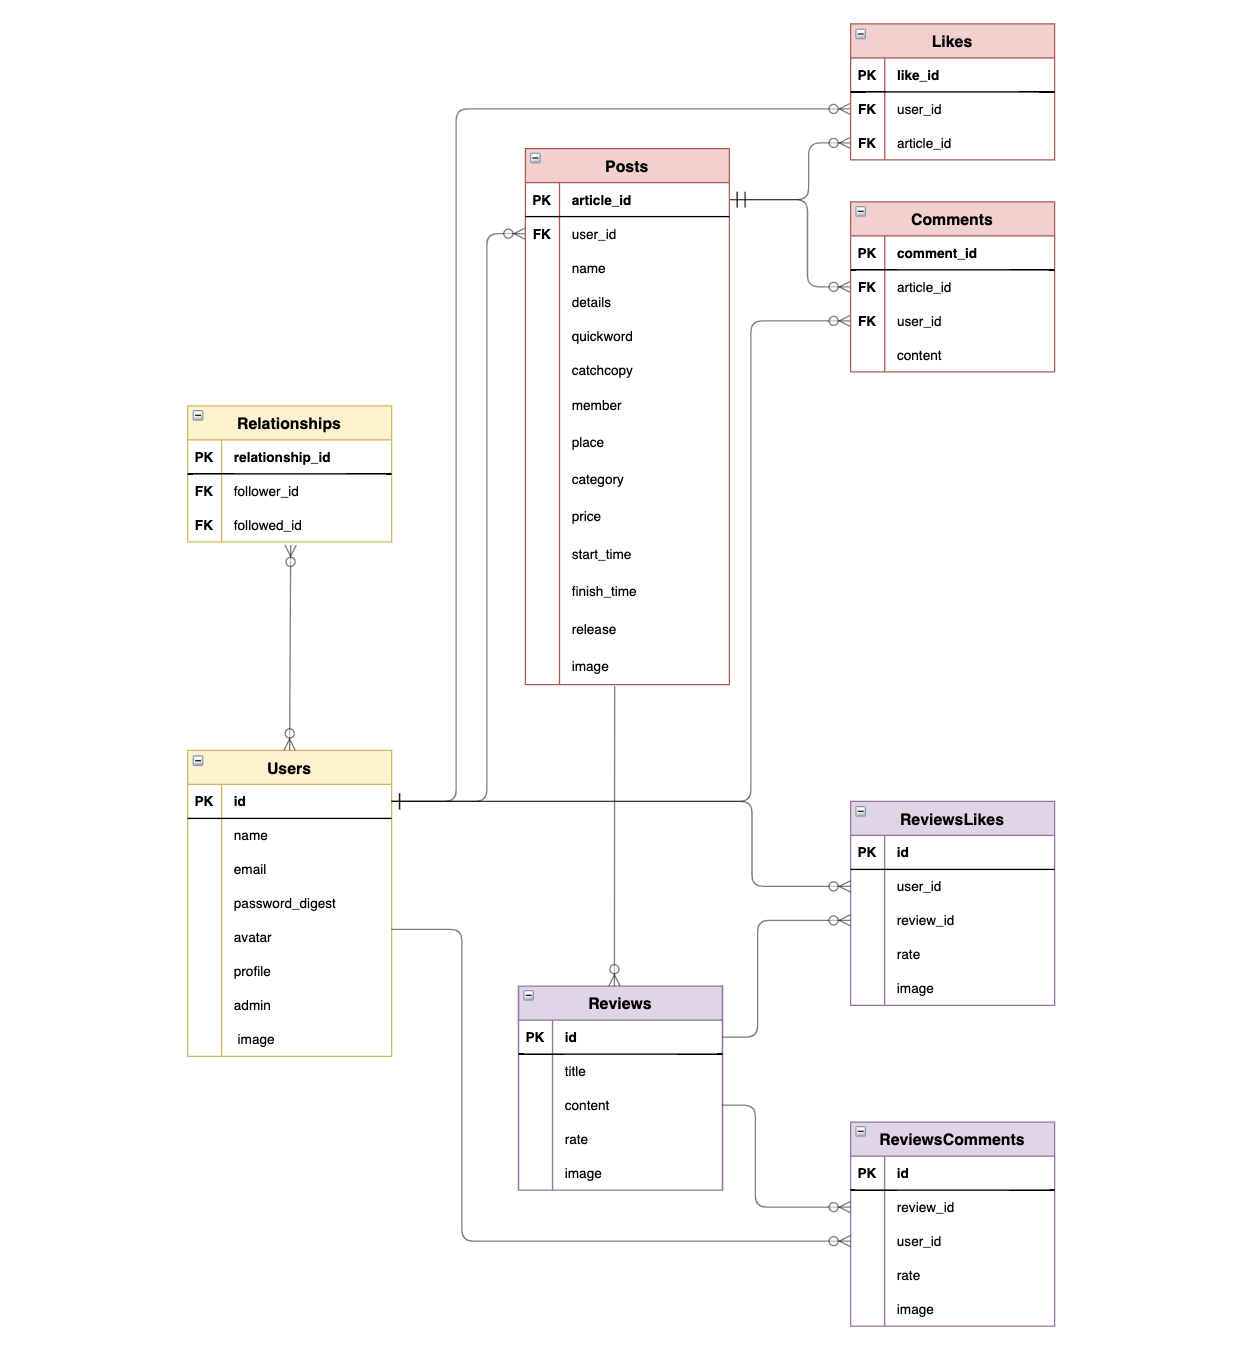 Likes
PK like_id
FK user_id
FK article_id
Posts
PK article_id
FK user_id
name
details
quickword
catchcopy
member
place
category
price
start_time
finish_time
release
image
Comments
PK comment_id
FK article_id
FK user_id
content
Relationships
PK relationship_id
FK follower_id
FK followed_id
Users
PK id
name
email
password_digest
avatar
profile
admin
image
ReviewsLikes
PK id
user_id
review_id
rate
image
Reviews
PK id
title
content
rate
image
ReviewsComments
PK id
review_id
user_id
rate
image